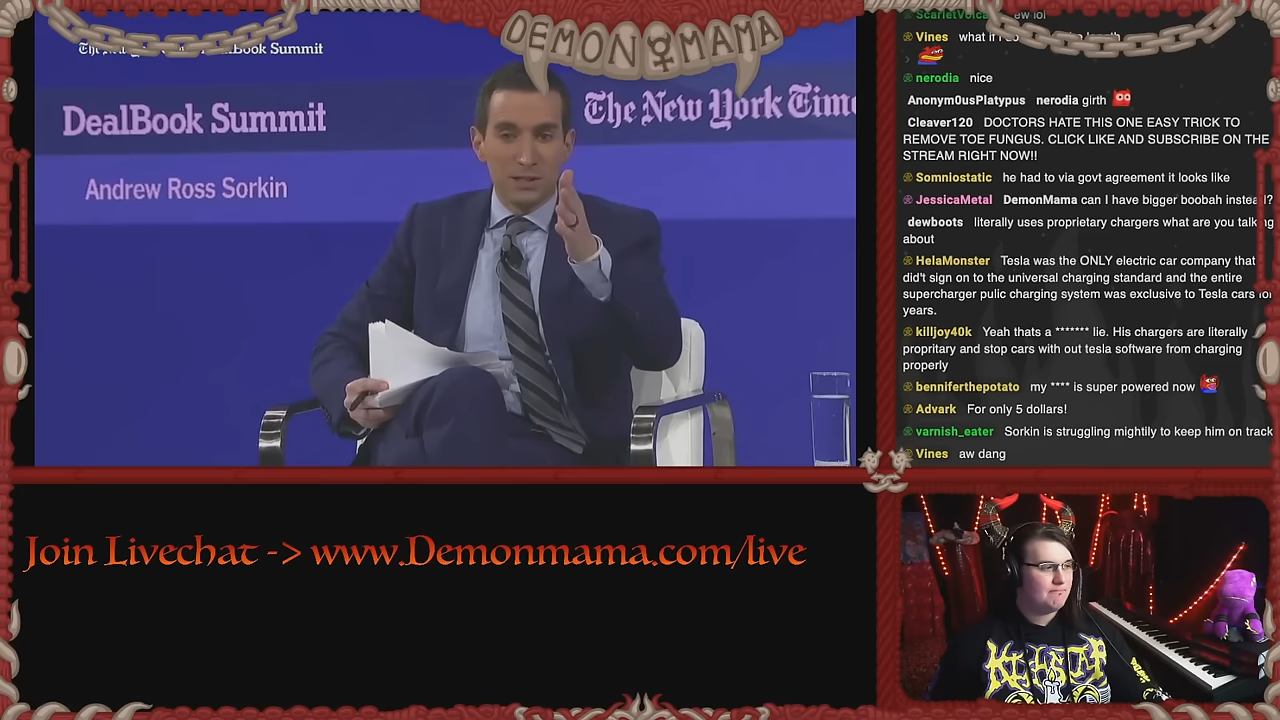 The New York Times DealBook Summit
DEMON MAMA
DealBook Summit
The New York Time
Andrew Ross Sorkin
Join Livechat -> www.Demonmama.com/live
ew lol
Vines what if I
nerodia nice
Anonym0usPlatypus nerodia girth
Cleaver120 DOCTORS HATE THIS ONE EASY TRICK TO
REMOVE TOE FUNGUS. CLICK LIKE AND SUBSCRIBE ON THE
STREAM RIGHT NOW!!
Somniostatic he had to via govt agreement it looks like
JessicaMetal DemonMama can I have bigger boobah instead?
dewboots literally uses proprietary chargers what are you talking
about
HelaMonster Tesla was the ONLY electric car company that
did't sign on to the universal charging standard and the entire
supercharger pulic charging system was exclusive to Tesla cars for
years.
killjoy40k Yeah thats a ******* lie. His chargers are literally
propritary and stop cars with out tesla software from charging
properly
benniferthepotato my **** is super powered now
Advark For only 5 dollars!
varnish_eater Sorkin is struggling mightily to keep him on track
Vines aw dang